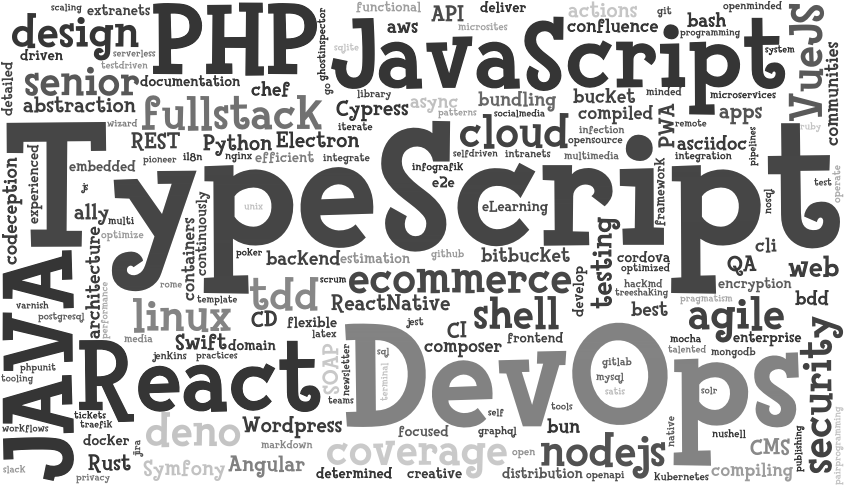 scaling
extranets
functional
API
deliver
actions
git
openminded
design
PHP
JavaScript
aws
microsites
confluence
bash
programming
driven
serverless
testdriven
ghostinspector
go
sqlite
system
VueJS
communities
detailed
senior
documentation
chef
library
minded
microservices
abstraction
fullstack
Cypress
async
bundling
bucket
compiled
PWA
apps
wizard
iterate
patterns
socialmedia
cloud
infection
remote
ruby
REST
Python
Electron
opensource
asciidoc
pipelines
TypeScript
pioneer
i18n
nginx
efficient
integrate
infografik
selfdriven
intranets
multimedia
integration
embedded
e2e
framework
test
operate
codeception
experienced
js
a11y
multi
unix
eLearning
nosql
optimize
continuously
containers
architecture
poker
backend
estimation
github
bitbucket
testing
cordova
optimized
cli
QA
web
JAVA
rome
scrum
ecommerce
develop
hackmd
treeshaking
encryption
varnish
postgresql
performance
template
tdd
ReactNative
best
pragmatism
bdd
linux
CD
flexible
latex
jest
shell
agile
media
Swift
domain
CI
composer
frontend
mocha
enterprise
phpunit
tooling
jenkins
practices
SOAP
newsletter
sql
terminal
DevOps
gitlab
mysql
satis
talented
mongodb
security
React
teams
solr
tickets
traefik
self
tools
workflows
docker
jira
deno
Wordpress
focused
graphql
bun
native
nushell
publishing
pairprogramming
markdown
coverage
open
nodejs
CMS
slack
privacy
Rust
Symfony
Angular
determined
creative
distribution
openapi
Kubernetes
compiling